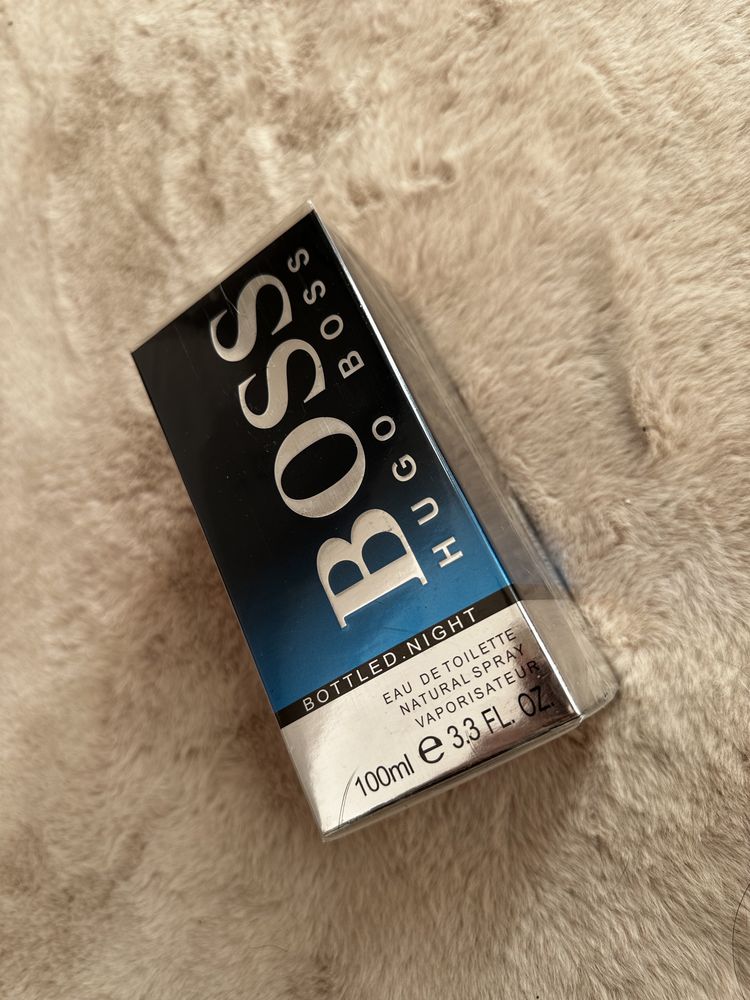 BOSS
HUGO BOSS
BOTTLED.NIGHT
EAU DE TOILETTE
NATURAL SPRAY
VAPORISATEUR
100ml e 3.3 FL. OZ.